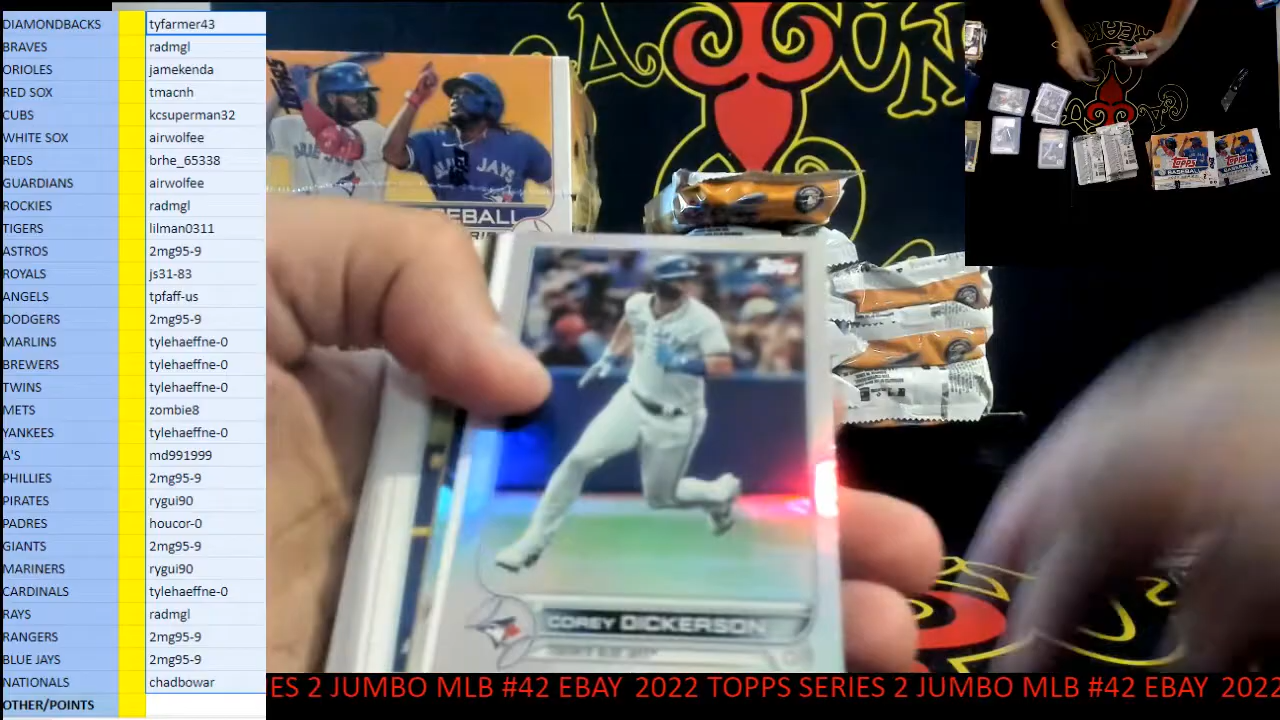 DIAMONDBACKS tyfarmer43
BRAVES radmgl
ORIOLES jamekenda
RED SOX tmacnh
CUBS kcsuperman32
WHITE SOX airwolfee
REDS brhe_65338
GUARDIANS airwolfee
ROCKIES radmgl
TIGERS lilman0311
ASTROS 2mg95-9
ROYALS js31-83
ANGELS tpfaff-us
DODGERS 2mg95-9
MARLINS tylehaeffne-0
BREWERS tylehaeffne-0
TWINS tylehaeffne-0
METS zombie8
YANKEES tylehaeffne-0
A'S md991999
PHILLIES 2mg95-9
PIRATES rygui90
PADRES houcor-0
GIANTS 2mg95-9
MARINERS rygui90
CARDINALS tylehaeffne-0
RAYS radmgl
RANGERS 2mg95-9
BLUE JAYS 2mg95-9
NATIONALS chadbowar
OTHER/POINTS
JAYS
EBALL
Topps
COREY DICKERSON
Topps
BASEBALL
ES 2 JUMBO MLB #42 EBAY 2022 TOPPS SERIES 2 JUMBO MLB #42 EBAY 2022